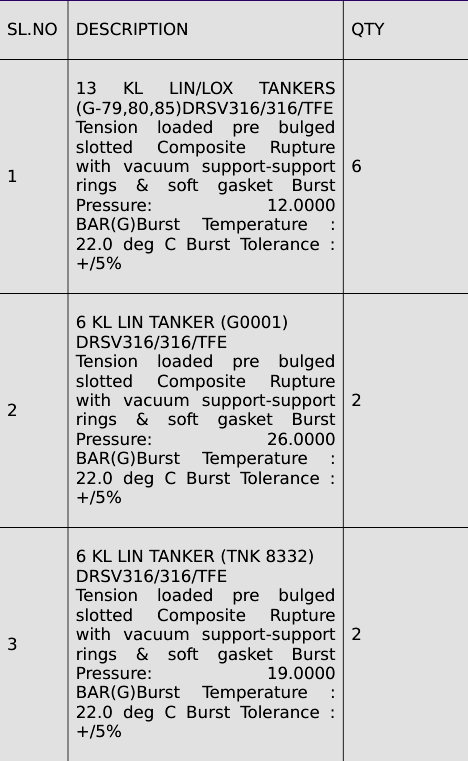 SL.NO DESCRIPTION QTY
13 KL LIN/LOX TANKERS
(G-79,80,85)DRSV316/316/TFE
Tension loaded pre bulged
slotted Composite Rupture
with vacuum support-support
rings & soft gasket Burst
Pressure: 12.0000
BAR(G)Burst Temperature :
22.0 deg C Burst Tolerance :
+/5%
1
6
6 KL LIN TANKER (G0001)
DRSV316/316/TFE
Tension loaded pre bulged
slotted Composite Rupture
with vacuum support-support
rings & soft gasket Burst
Pressure: 26.0000
BAR(G)Burst Temperature :
22.0 deg C Burst Tolerance :
+/5%
2
2
6 KL LIN TANKER (TNK 8332)
DRSV316/316/TFE
Tension loaded pre bulged
slotted Composite Rupture
with vacuum support-support
rings & soft gasket Burst
Pressure: 19.0000
BAR(G)Burst Temperature :
22.0 deg C Burst Tolerance :
+/5%
3
2